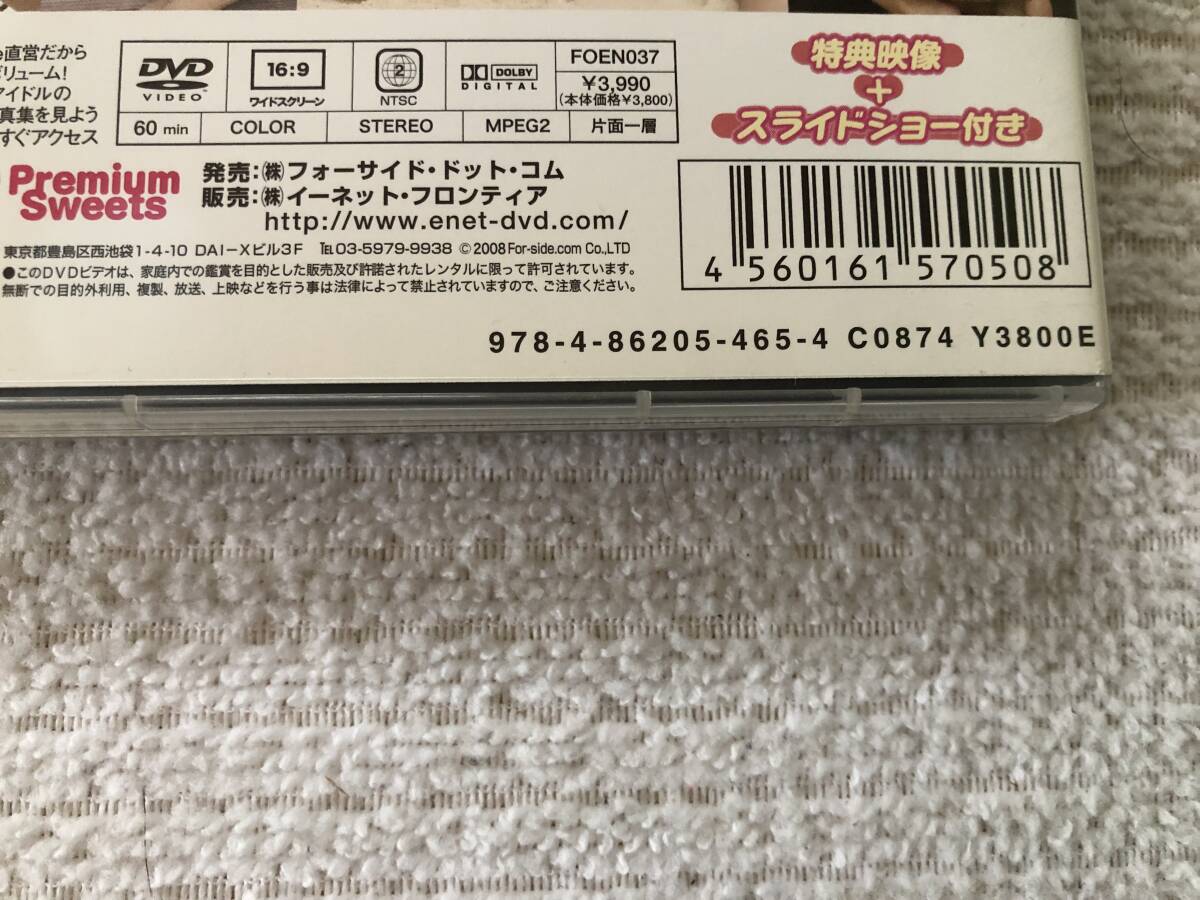 直営だから
ボリューム!
アイドルの
真集を見よう
すぐアクセス
DVD
VIDEO
16:9
ワイドスクリーン
2
NTSC
DOLBY
DIGITAL
FOEN037
¥3,990
(本体価格¥3,800)
60 min
COLOR
STEREO
MPEG2
片面一層
特典映像
+
スライドショー付き
Premium
Sweets
発売:㈱フォーサイド・ドット・コム
販売:㈱イーネット・フロンティア
http://www.enet-dvd.com/
東京都豊島区西池袋1-4-10 DAI-Xビル3F ℡03-5979-9938 ©2008 For-side.com Co.,LTD
●このDVDビデオは、家庭内での鑑賞を目的とした販売及び許諾されたレンタルに限って許可されています。
無断での目的外利用、複製、放送、上映などを行う事は法律によって禁止されていますので、ご注意ください。
4 560161 570508
978-4-86205-465-4 C0874 Y3800E